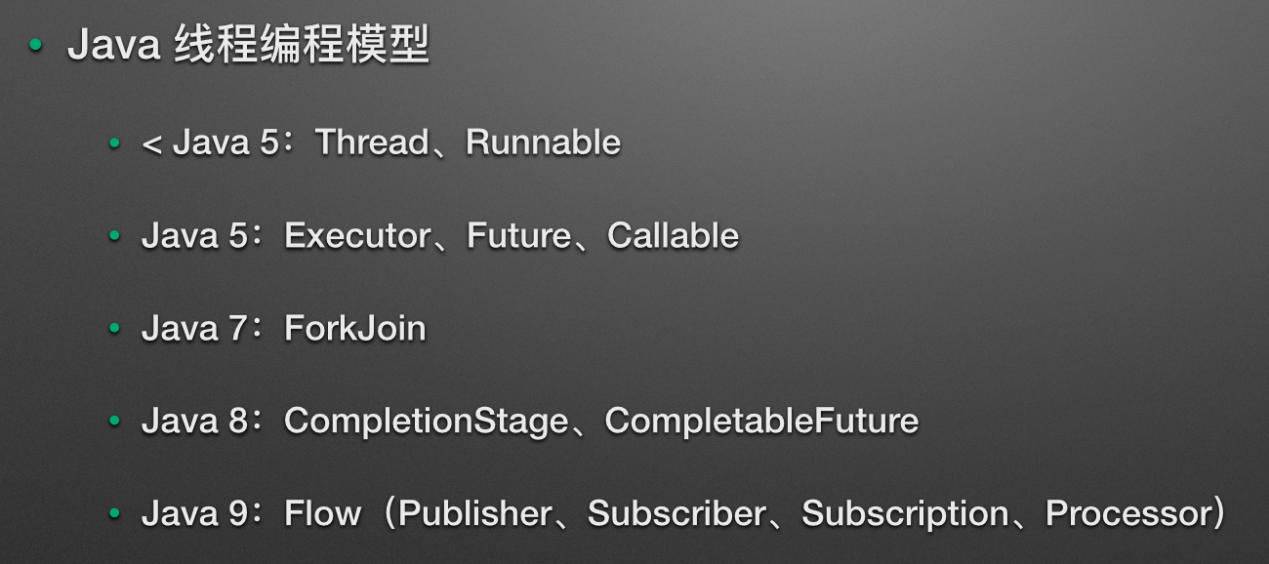 Java 线程编程模型
< Java 5：Thread、Runnable
Java 5：Executor、Future、Callable
Java 7：ForkJoin
Java 8：CompletionStage、CompletableFuture
Java 9：Flow（Publisher、Subscriber、Subscription、Processor）